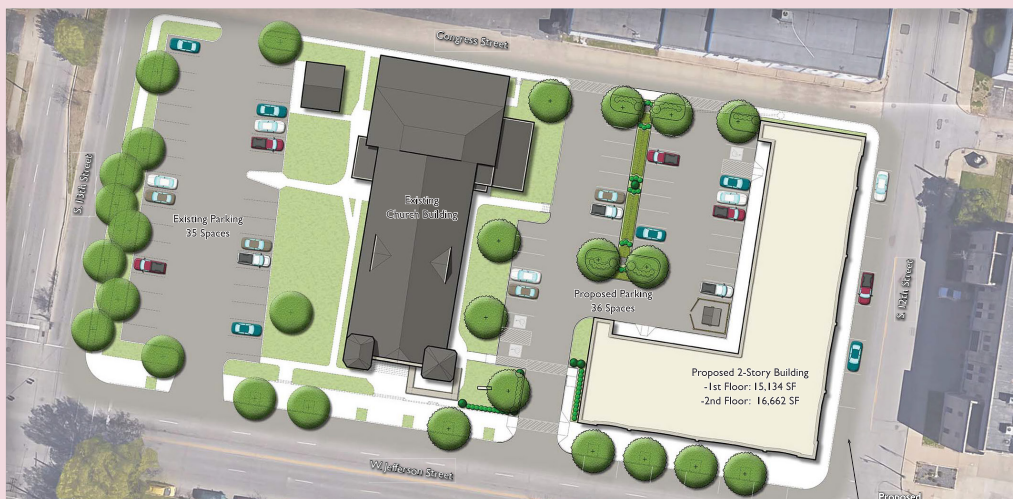 Congress Street
S. 13th Street
Existing Parking
35 Spaces
Existing
Church Building
Proposed Parking
36 Spaces
S. 12th Street
Proposed 2-Story Building
-1st Floor: 15,134 SF
-2nd Floor: 16,662 SF
W. Jefferson Street
Proposed